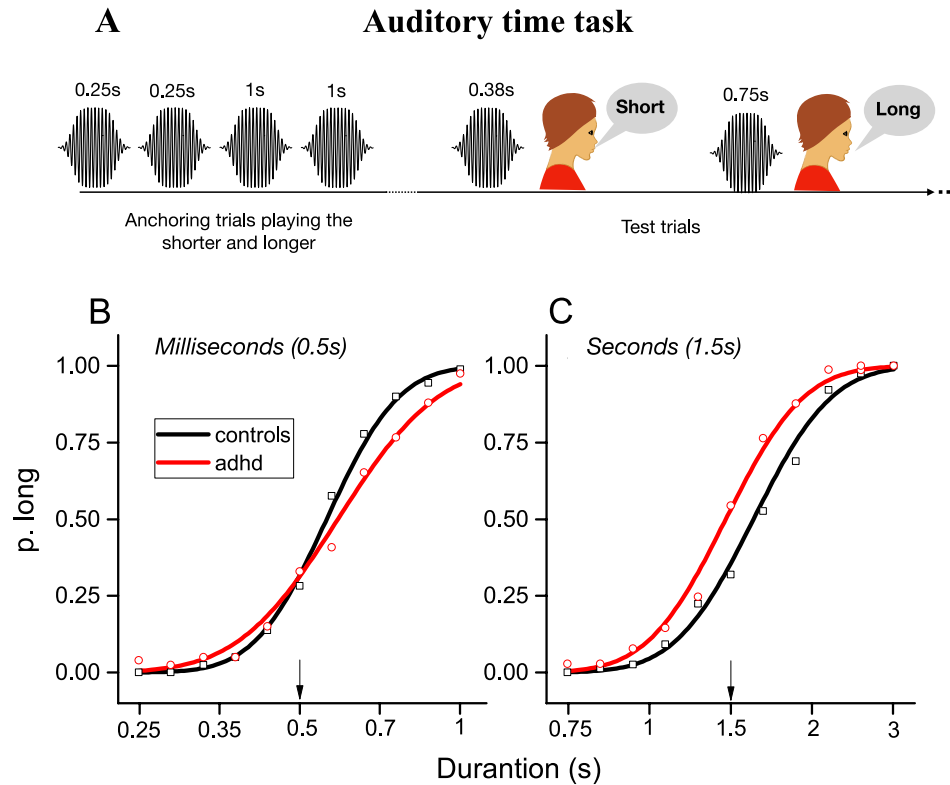 A
Auditory time task
0.25s 0.25s 1s 1s 0.38s 0.75s
Short
Long
Anchoring trials playing the
shorter and longer
Test trials
B
Milliseconds (0.5s)
C
Seconds (1.5s)
p. long
1.00
0.75
0.50
0.25
0.00
controls
adhd
0.25 0.35 0.5 0.7 1
1.00
0.75
0.50
0.25
0.00
0.75 1 1.5 2 3
Durantion (s)